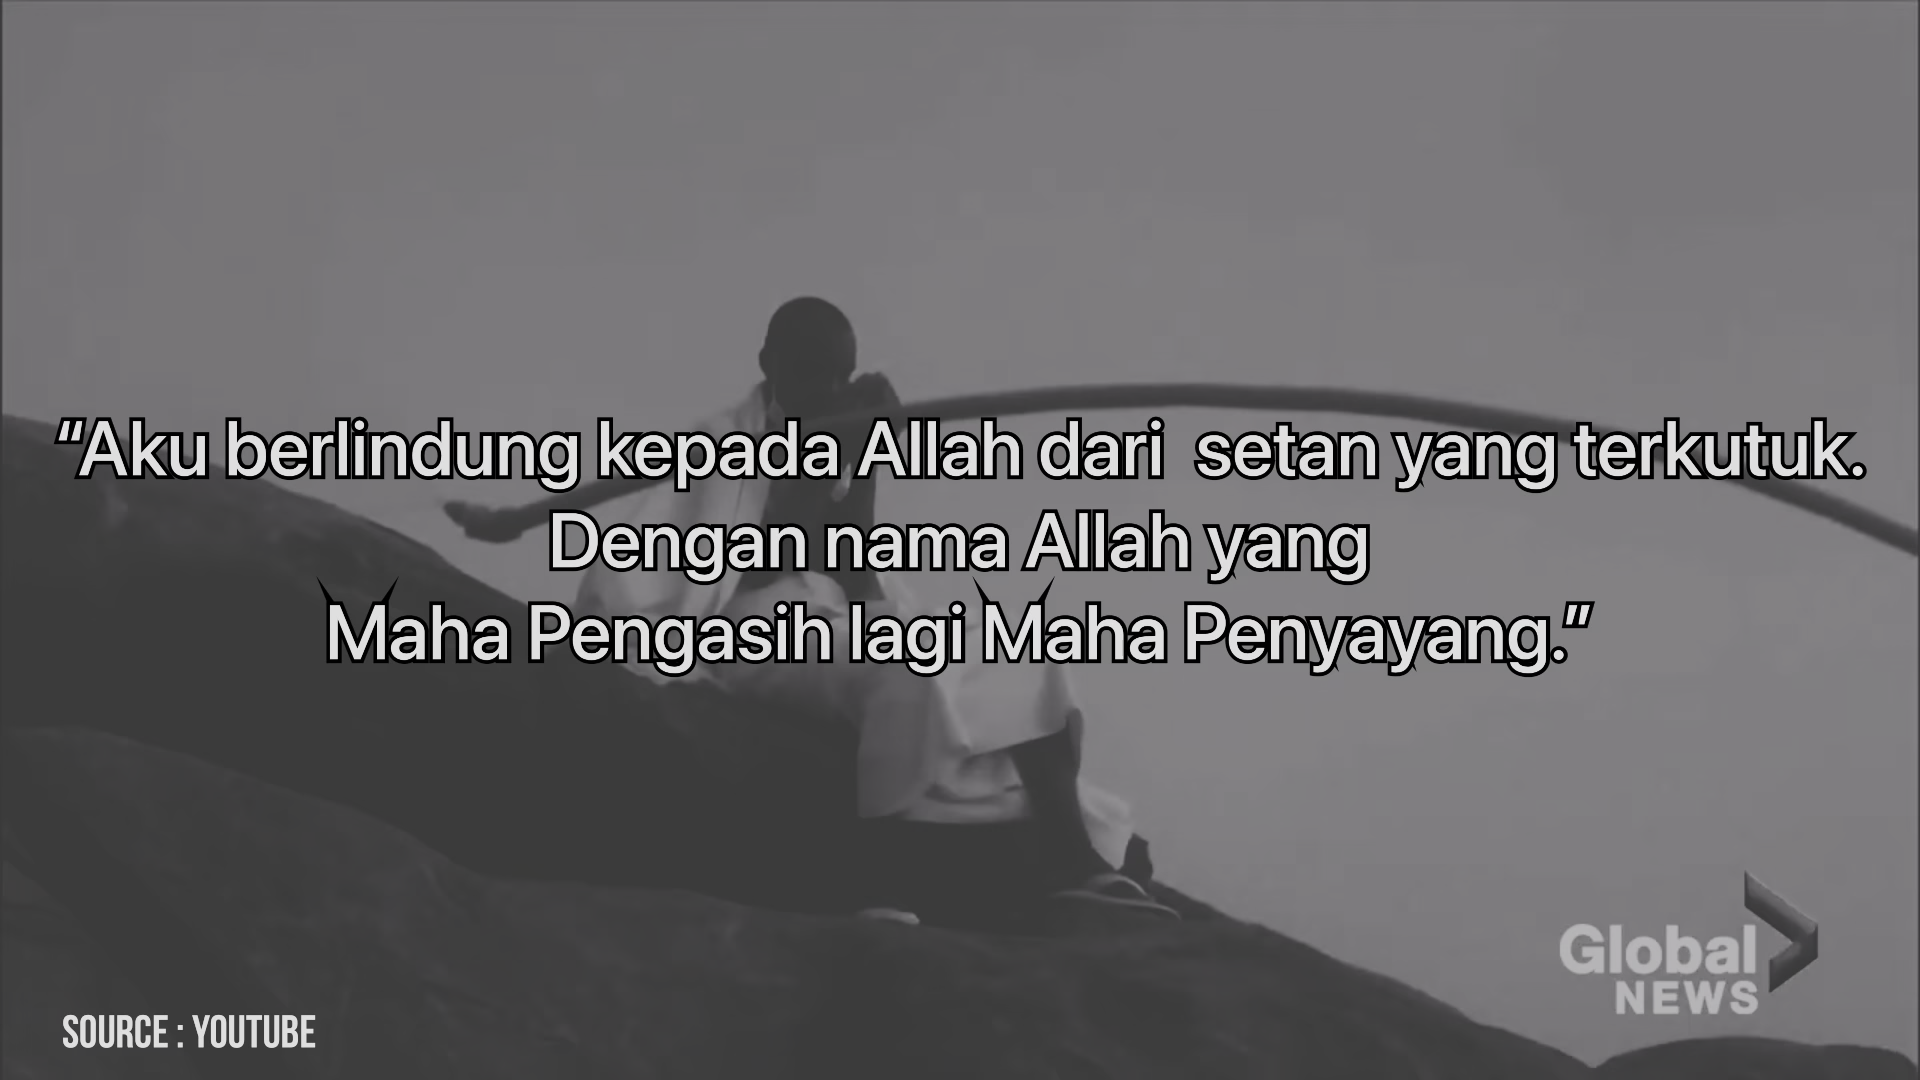 “Aku berlindung kepada Allah dari  setan yang terkutuk.
Dengan nama Allah yang
Maha Pengasih lagi Maha Penyayang.”
Global
NEWS
SOURCE : YOUTUBE